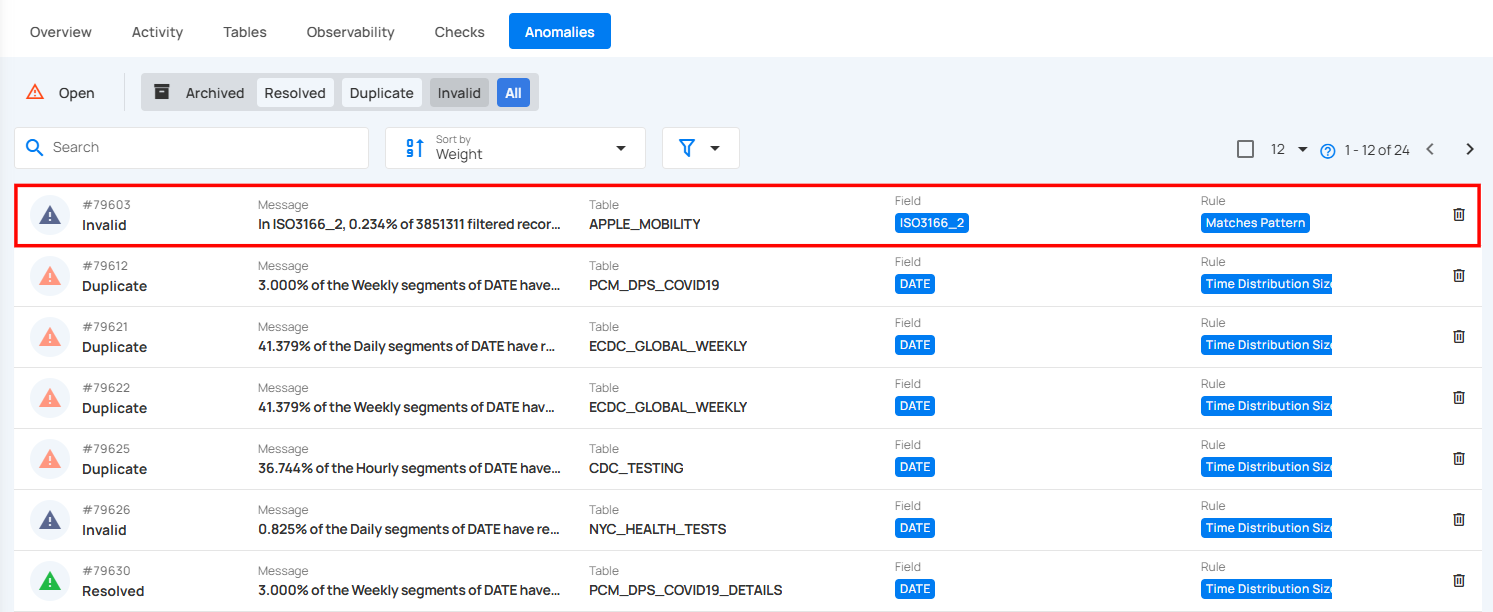 Overview Activity Tables Observability Checks Anomalies
Open Archived Resolved Duplicate Invalid All
Search
Sort by
Weight
12 1 - 12 of 24
#79603 Message Table Field Rule
Invalid In ISO3166_2, 0.234% of 3851311 filtered recor... APPLE_MOBILITY ISO3166_2 Matches Pattern
#79612 Message Table Field Rule
Duplicate 3.000% of the Weekly segments of DATE have... PCM_DPS_COVID19 DATE Time Distribution Size
#79621 Message Table Field Rule
Duplicate 41.379% of the Daily segments of DATE have r... ECDC_GLOBAL_WEEKLY DATE Time Distribution Size
#79622 Message Table Field Rule
Duplicate 41.379% of the Weekly segments of DATE hav... ECDC_GLOBAL_WEEKLY DATE Time Distribution Size
#79625 Message Table Field Rule
Duplicate 36.744% of the Hourly segments of DATE have... CDC_TESTING DATE Time Distribution Size
#79626 Message Table Field Rule
Invalid 0.825% of the Daily segments of DATE have re... NYC_HEALTH_TESTS DATE Time Distribution Size
#79630 Message Table Field Rule
Resolved 3.000% of the Weekly segments of DATE have... PCM_DPS_COVID19_DETAILS DATE Time Distribution Size